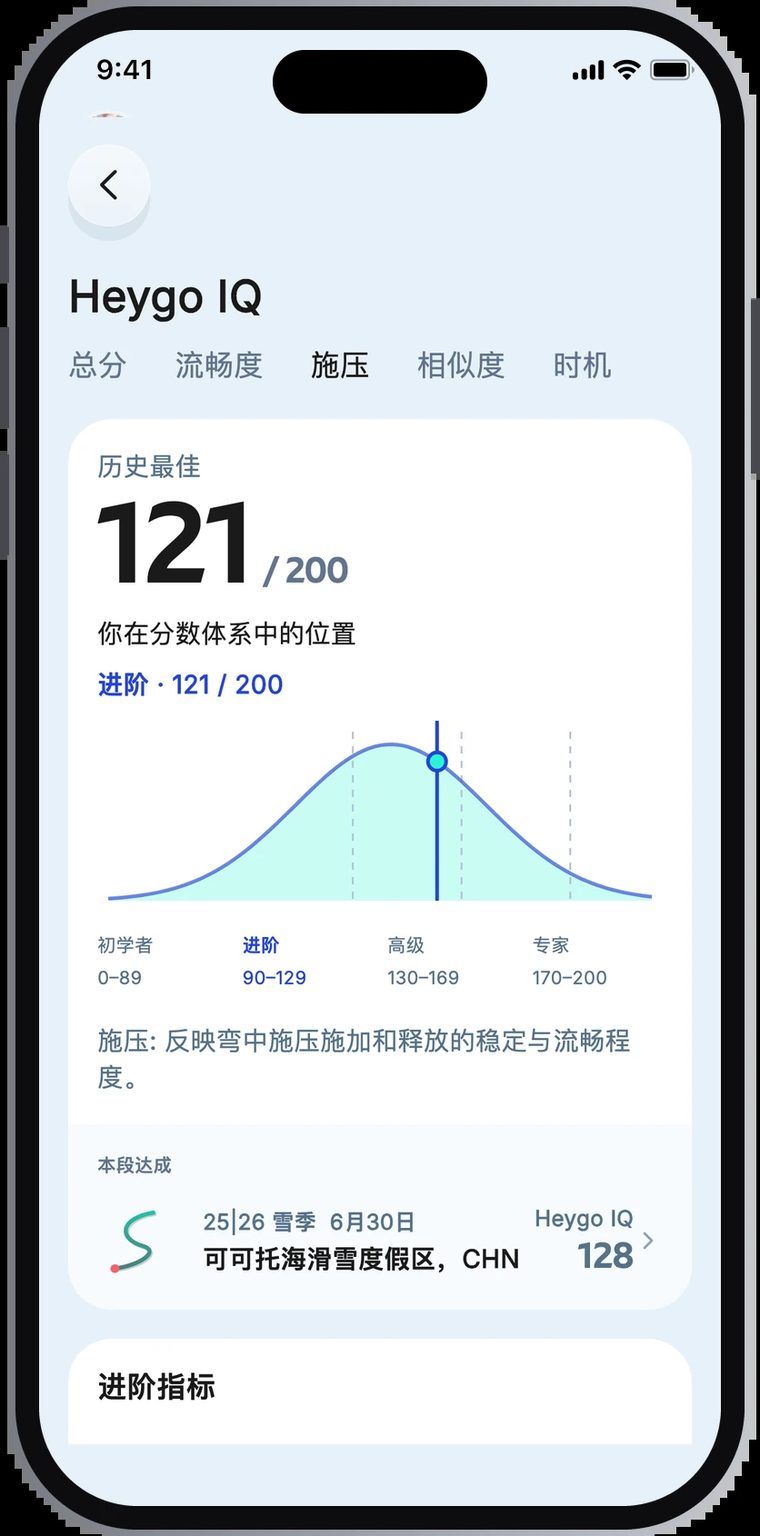 9:41
Heygo IQ
总分 流畅度 施压 相似度 时机
历史最佳
121 / 200
你在分数体系中的位置
进阶 · 121 / 200
初学者 进阶 高级 专家
0–89 90–129 130–169 170–200
施压: 反映弯中施压施加和释放的稳定与流畅程
度。
本段达成
25|26 雪季 6月30日 Heygo IQ
可可托海滑雪度假区，CHN 128
进阶指标